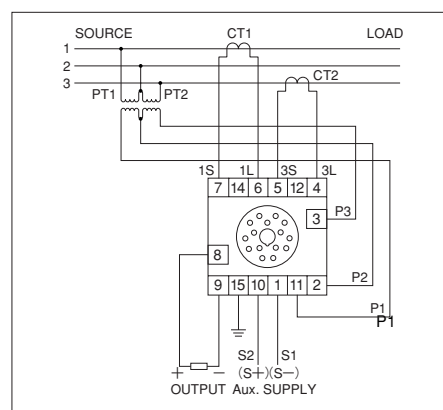 SOURCE CT1 LOAD
1
2
3 CT2
PT1 PT2
1S 1L 3S 3L
7 14 6 5 12 4
3 P3
8
9 15 10 1 11 2 P2
P1
P1
S2 S1
+ − (S+)(S−)
OUTPUT Aux. SUPPLY